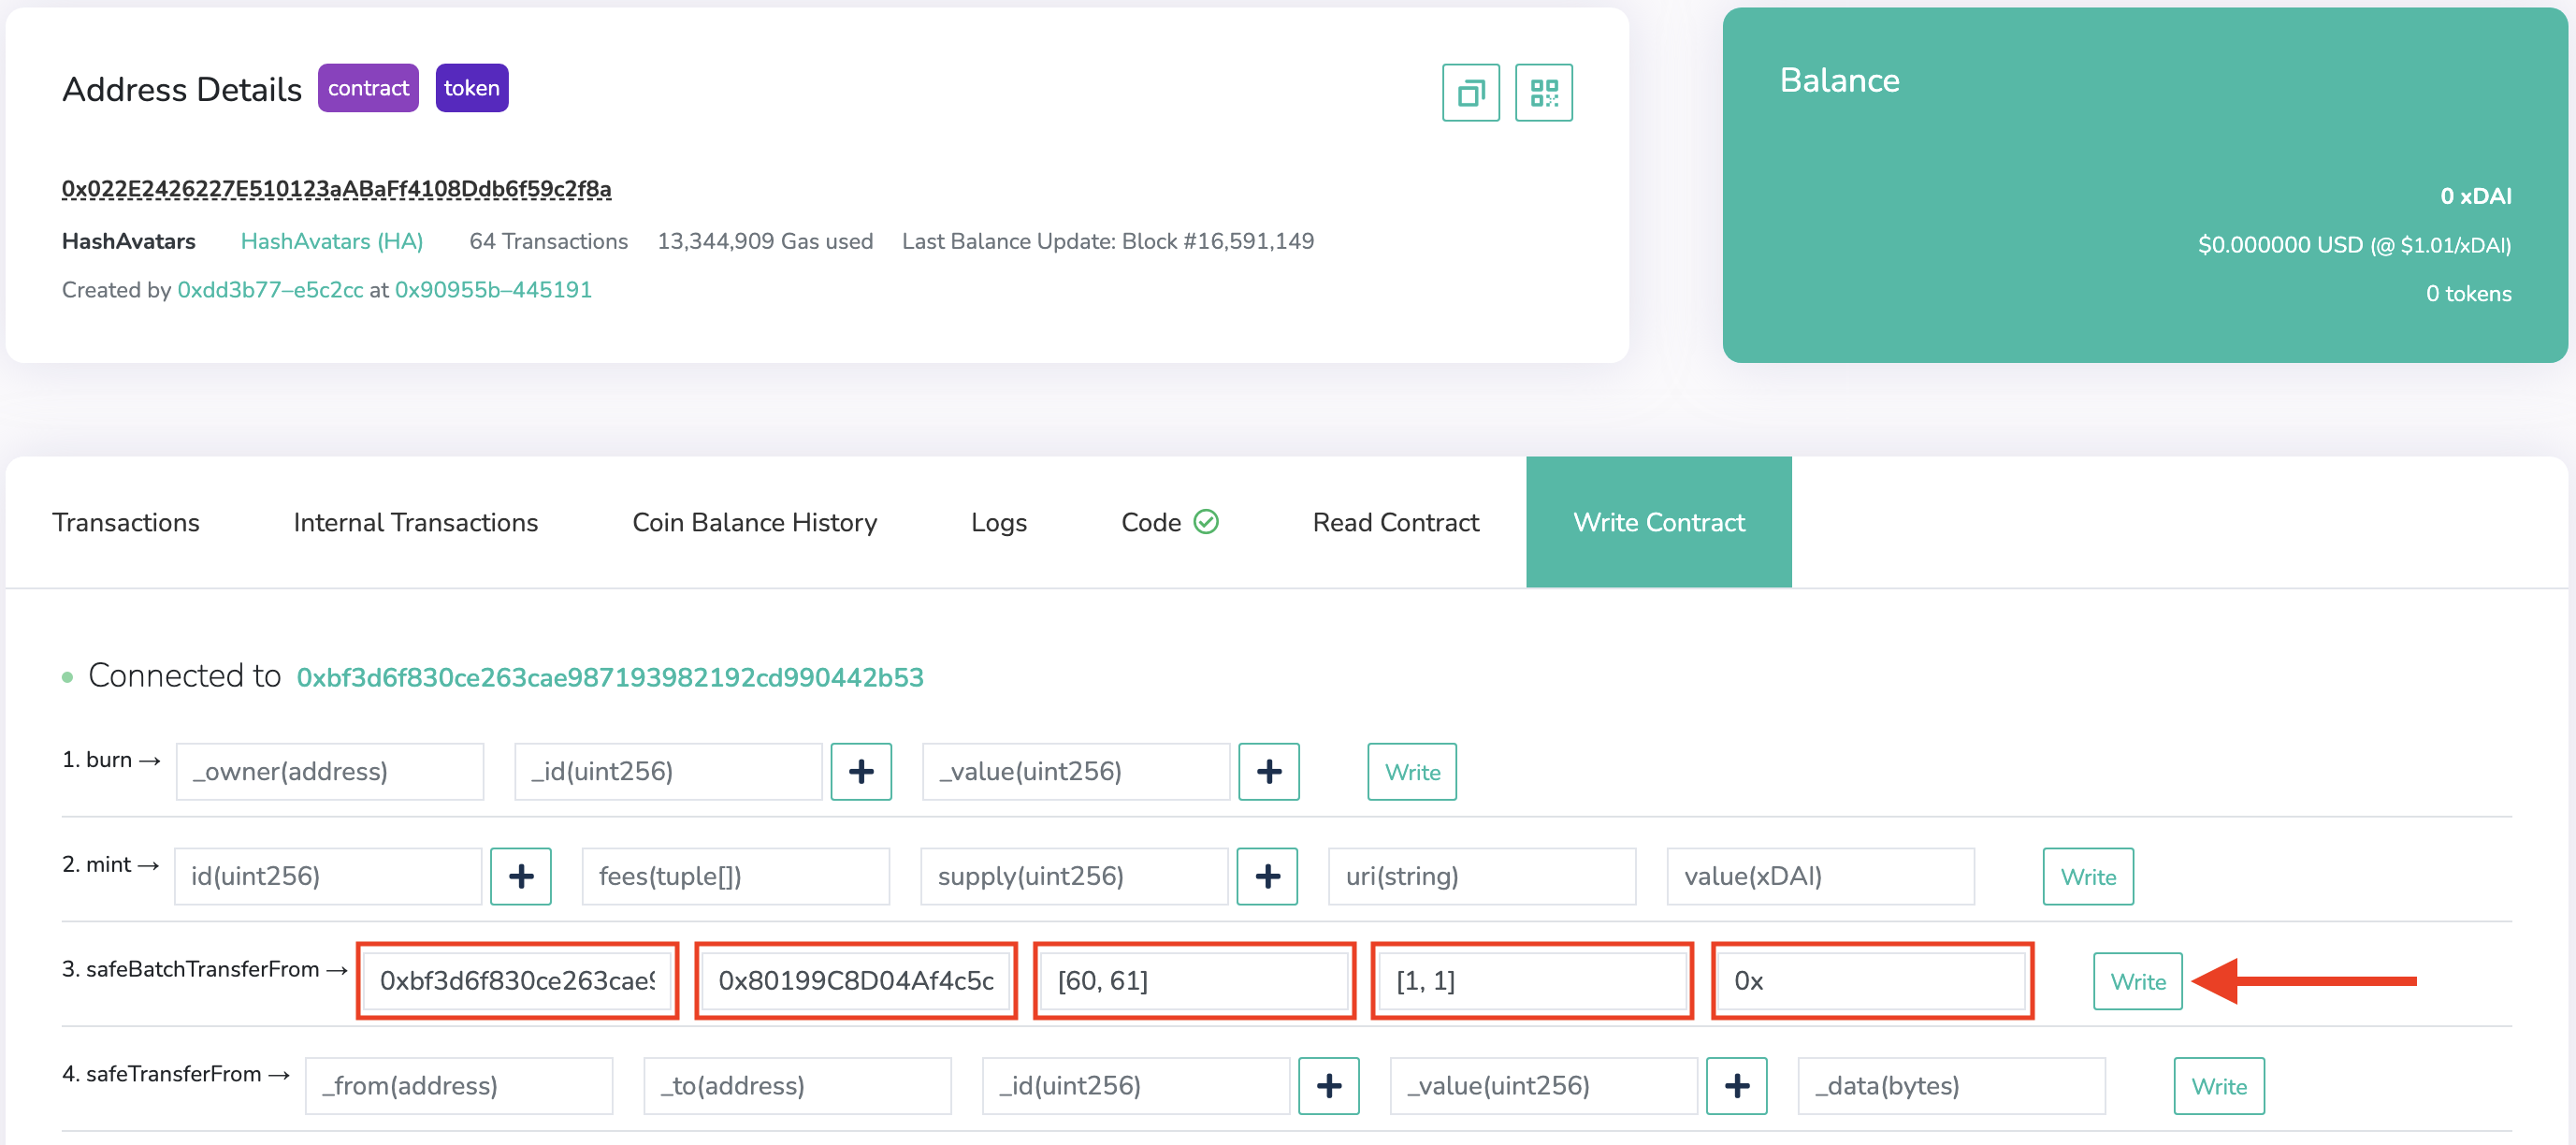 Address Details contract token
0x022E2426227E510123aABaFf4108Ddb6f59c2f8a
HashAvatars HashAvatars (HA) 64 Transactions 13,344,909 Gas used Last Balance Update: Block #16,591,149
Created by 0xdd3b77–e5c2cc at 0x90955b–445191
Balance
0 xDAI
$0.000000 USD (@ $1.01/xDAI)
0 tokens
Transactions Internal Transactions Coin Balance History Logs Code Read Contract Write Contract
Connected to 0xbf3d6f830ce263cae987193982192cd990442b53
1. burn → _owner(address) _id(uint256) + _value(uint256) + Write
2. mint → id(uint256) + fees(tuple[]) supply(uint256) + uri(string) value(xDAI) Write
3. safeBatchTransferFrom → 0xbf3d6f830ce263cae9 0x80199C8D04Af4c5c [60, 61] [1, 1] 0x Write
4. safeTransferFrom → _from(address) _to(address) _id(uint256) + _value(uint256) + _data(bytes) Write